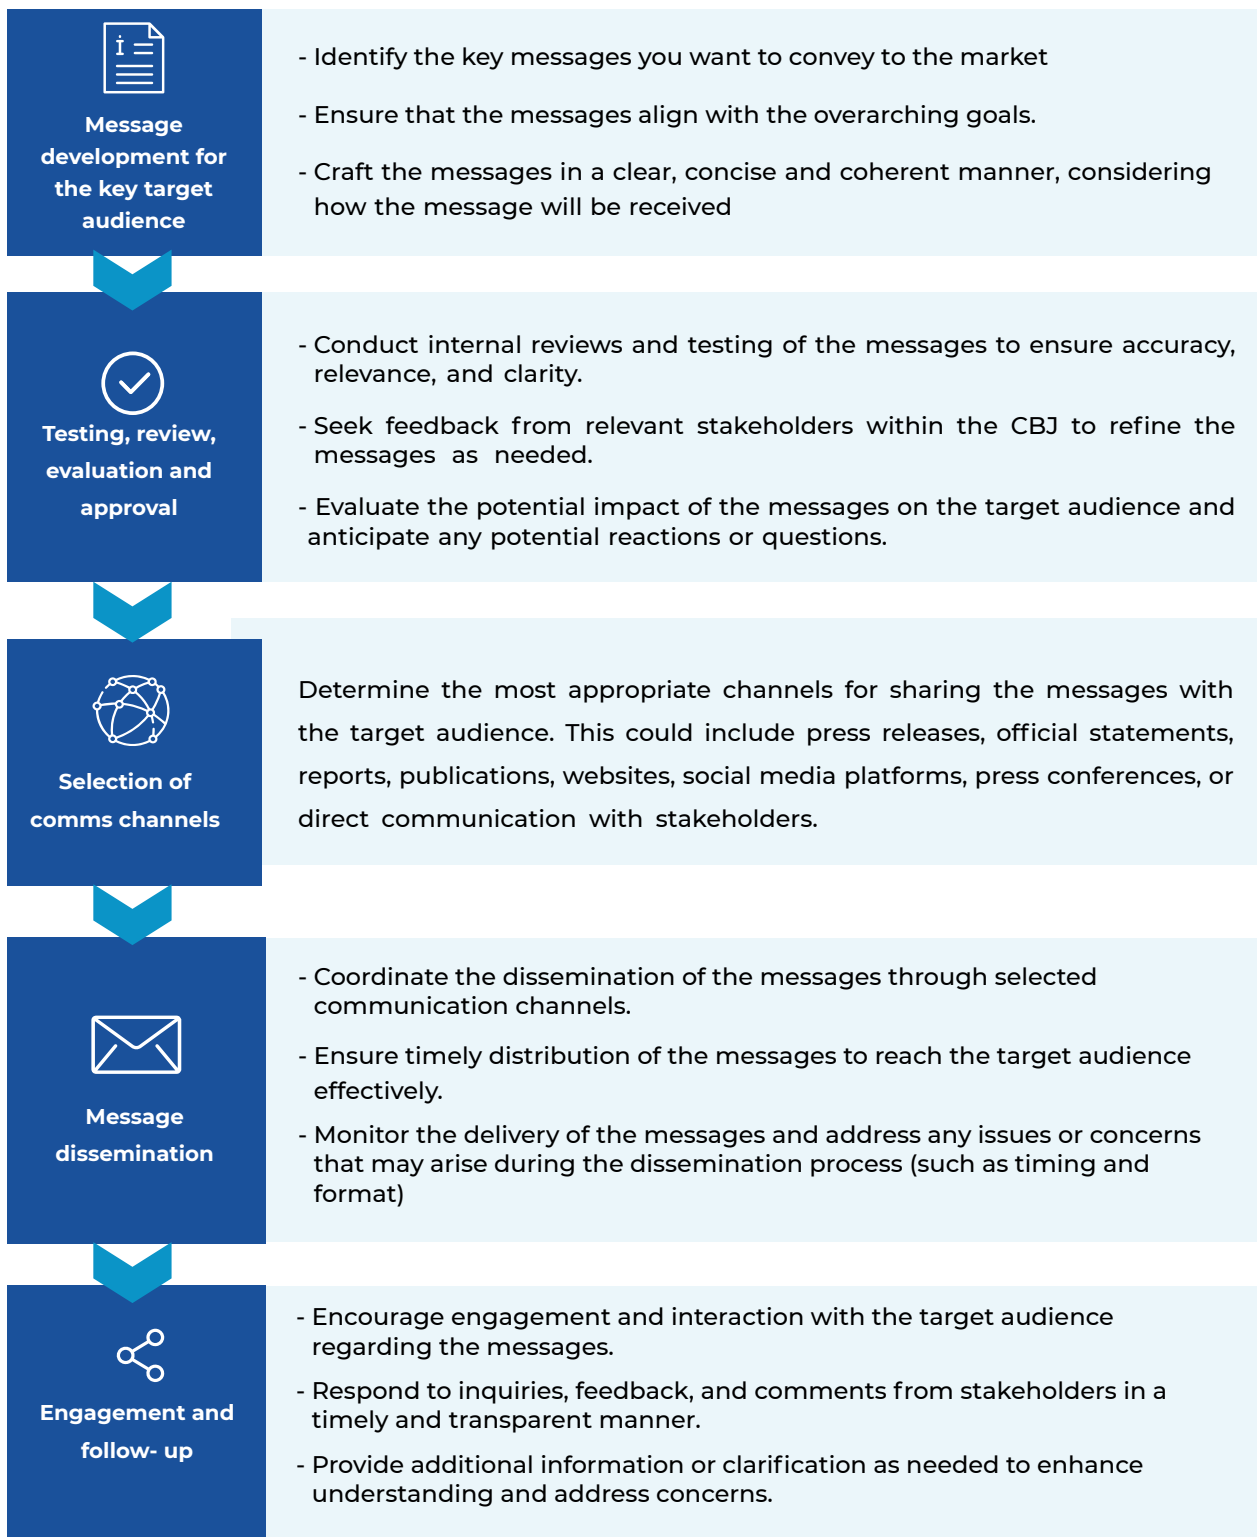 Message
development for
the key target
audience
- Identify the key messages you want to convey to the market
- Ensure that the messages align with the overarching goals.
- Craft the messages in a clear, concise and coherent manner, considering
how the message will be received
Testing, review,
evaluation and
approval
- Conduct internal reviews and testing of the messages to ensure accuracy,
relevance, and clarity.
- Seek feedback from relevant stakeholders within the CBJ to refine the
messages as needed.
- Evaluate the potential impact of the messages on the target audience and
anticipate any potential reactions or questions.
Selection of
comms channels
Determine the most appropriate channels for sharing the messages with
the target audience. This could include press releases, official statements,
reports, publications, websites, social media platforms, press conferences, or
direct communication with stakeholders.
Message
dissemination
- Coordinate the dissemination of the messages through selected
communication channels.
- Ensure timely distribution of the messages to reach the target audience
effectively.
- Monitor the delivery of the messages and address any issues or concerns
that may arise during the dissemination process (such as timing and
format)
Engagement and
follow- up
- Encourage engagement and interaction with the target audience
regarding the messages.
- Respond to inquiries, feedback, and comments from stakeholders in a
timely and transparent manner.
- Provide additional information or clarification as needed to enhance
understanding and address concerns.